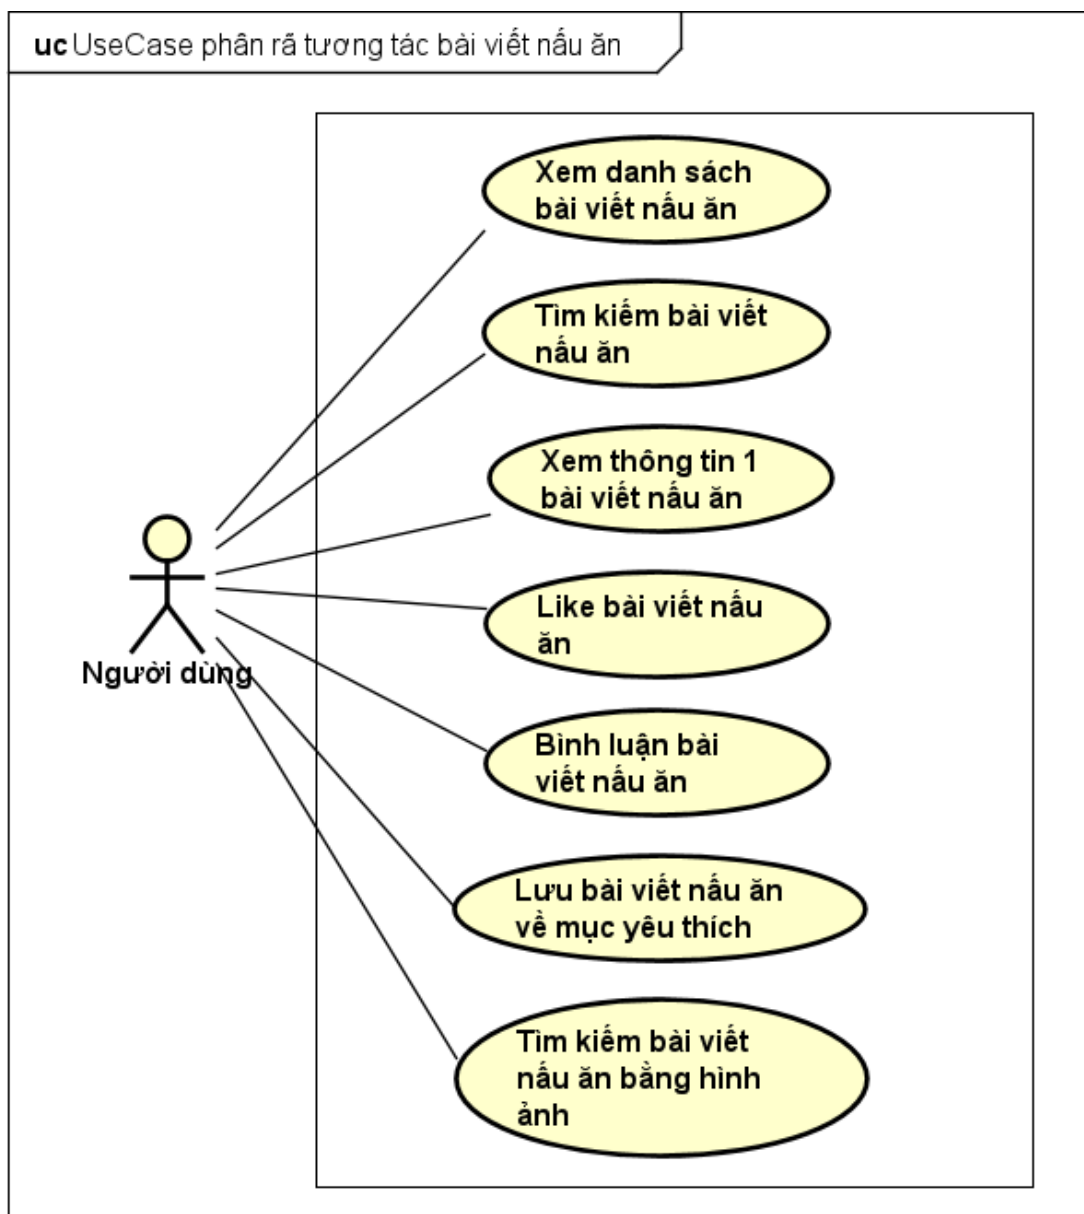 uc UseCase phân rã tương tác bài viết nấu ăn
Xem danh sách
bài viết nấu ăn
Tìm kiếm bài viết
nấu ăn
Xem thông tin 1
bài viết nấu ăn
Like bài viết nấu
ăn
Người dùng
Bình luận bài
viết nấu ăn
Lưu bài viết nấu ăn
về mục yêu thích
Tìm kiếm bài viết
nấu ăn bằng hình
ảnh